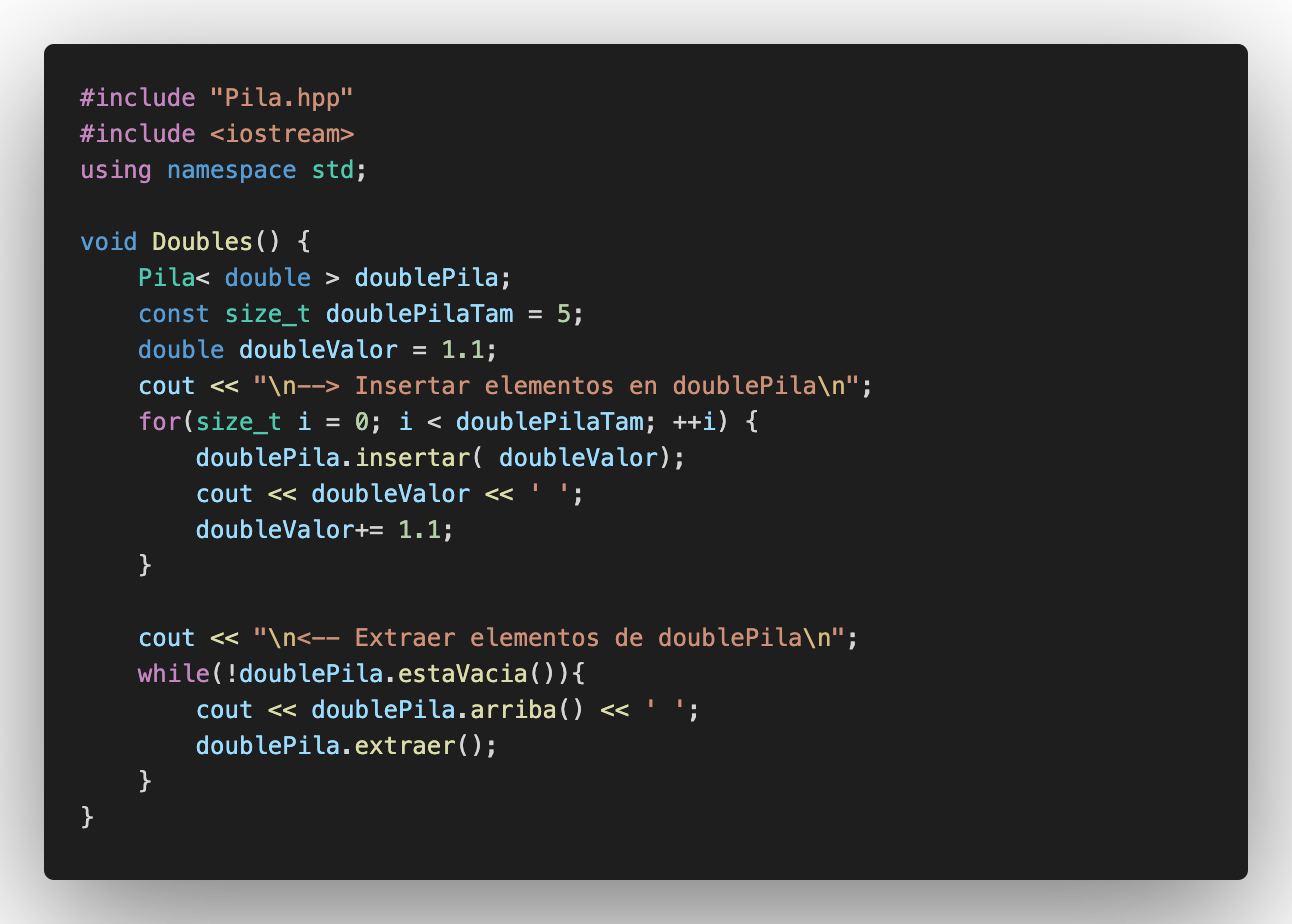 #include "Pila.hpp"
#include <iostream>
using namespace std;

void Doubles() {
    Pila< double > doublePila;
    const size_t doublePilaTam = 5;
    double doubleValor = 1.1;
    cout << "\n--> Insertar elementos en doublePila\n";
    for(size_t i = 0; i < doublePilaTam; ++i) {
        doublePila.insertar( doubleValor);
        cout << doubleValor << ' ';
        doubleValor+= 1.1;
    }

    cout << "\n<-- Extraer elementos de doublePila\n";
    while(!doublePila.estaVacia()){
        cout << doublePila.arriba() << ' ';
        doublePila.extraer();
    }
}